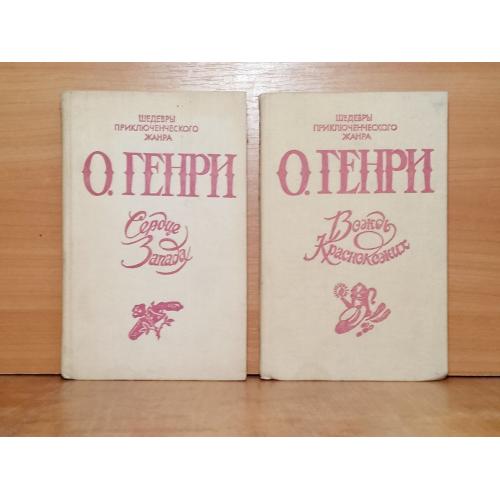 ШЕДЕВРЫ
ПРИКЛЮЧЕНЧЕСКОГО
ЖАНРА
О. ГЕНРИ
Сердце
Запада
ШЕДЕВРЫ
ПРИКЛЮЧЕНЧЕСКОГО
ЖАНРА
О. ГЕНРИ
Вождь
Краснокожих